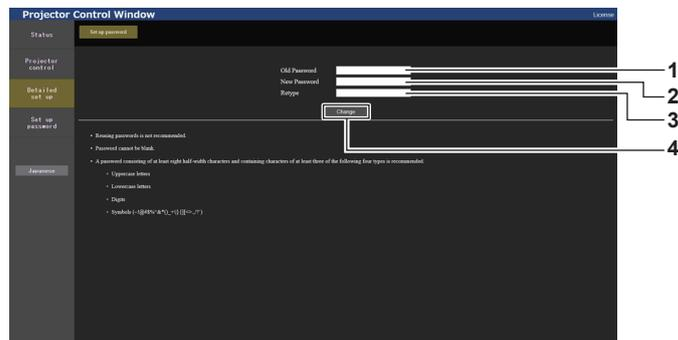 Projector Control Window
License
Status
Set up password
Projector
control
Detailed
set up
Set up
password
Japanese
Old Password
New Password
Retype
Change
1
2
3
4
• Reusing passwords is not recommended.
• Password cannot be blank.
• A password consisting of at least eight half-width characters and containing characters of at least three of the following four types is recommended:
• Uppercase letters
• Lowercase letters
• Digits
• Symbols